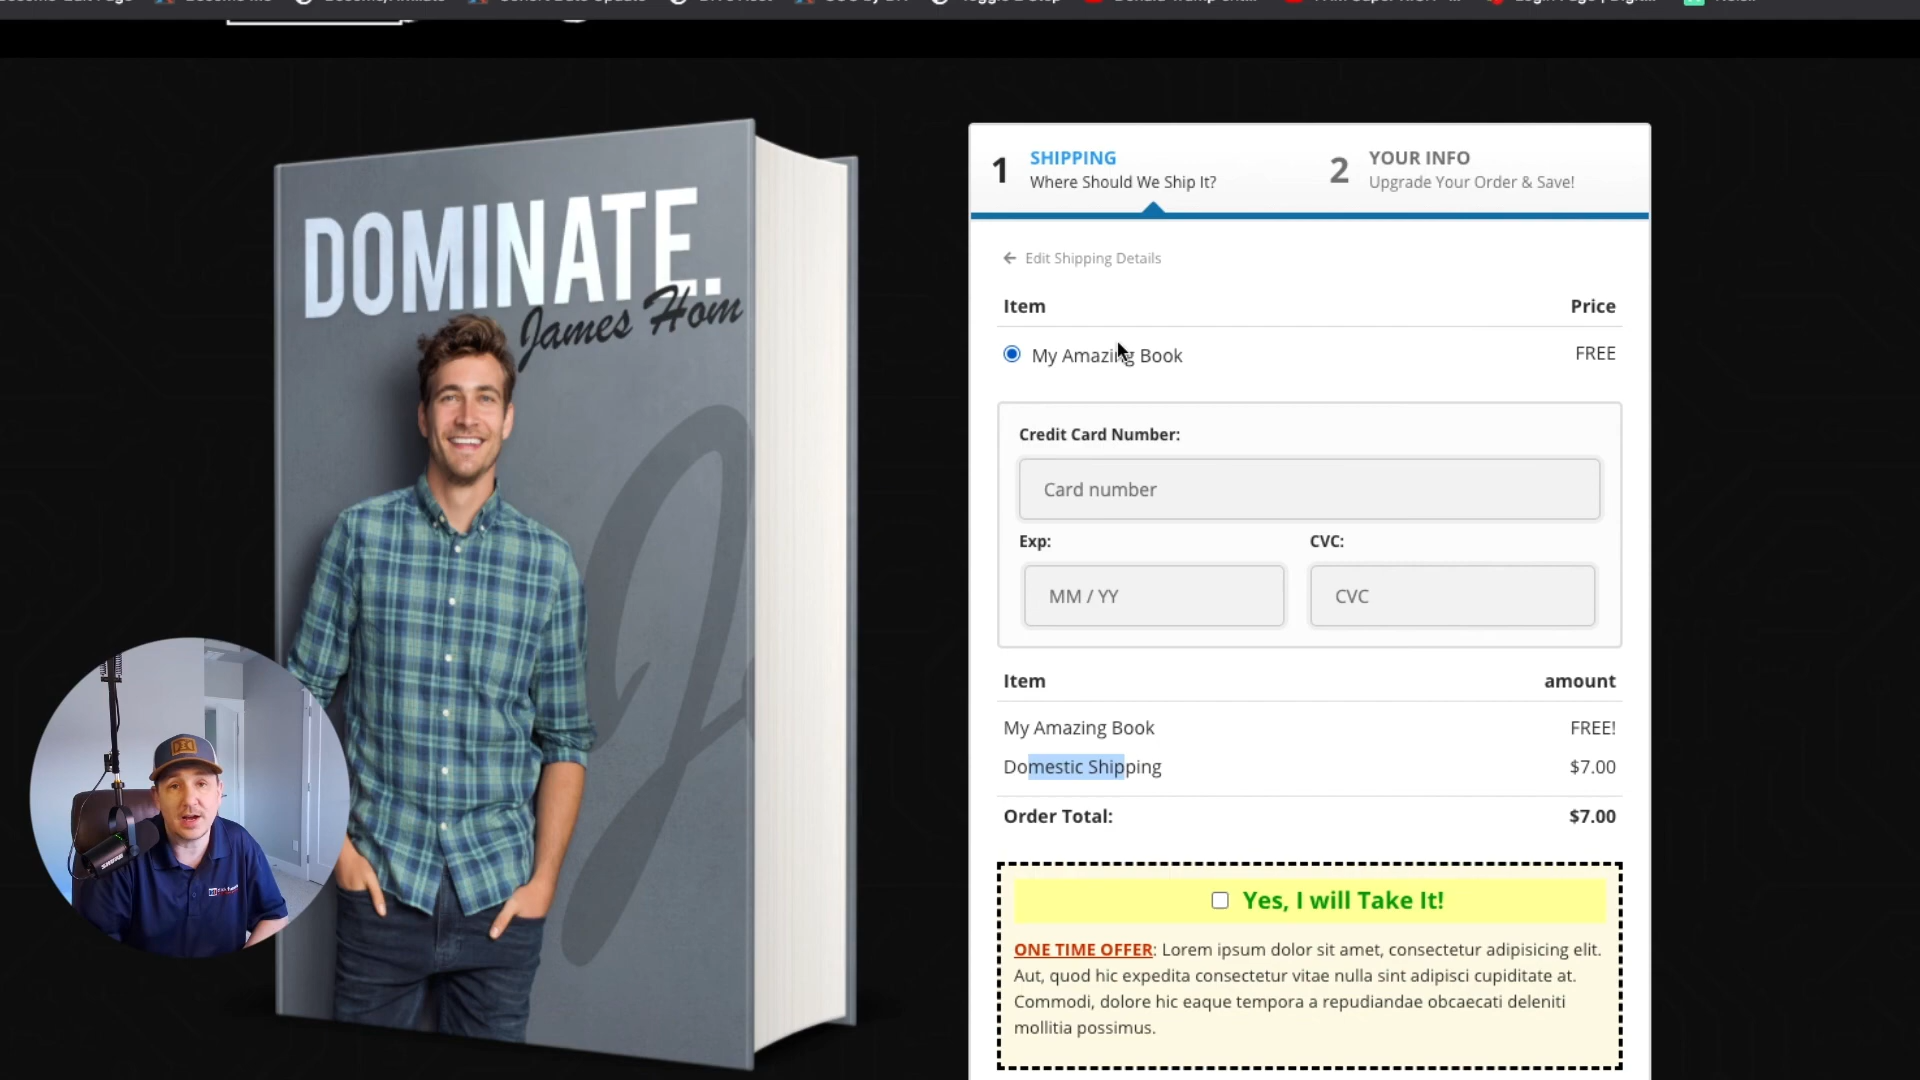 DOMINATE.
James Hom
1
SHIPPING
Where Should We Ship It?
2
YOUR INFO
Upgrade Your Order & Save!
← Edit Shipping Details
Item Price
My Amazing Book FREE
Credit Card Number:
Card number
Exp: CVC:
MM / YY CVC
Item amount
My Amazing Book FREE!
Domestic Shipping $7.00
Order Total: $7.00
Yes, I will Take It!
ONE TIME OFFER: Lorem ipsum dolor sit amet, consectetur adipisicing elit.
Aut, quod hic expedita consectetur vitae nulla sint adipisci cupiditate at.
Commodi, dolore hic eaque tempora a repudiandae obcaecati deleniti
mollitia possimus.
SHURE